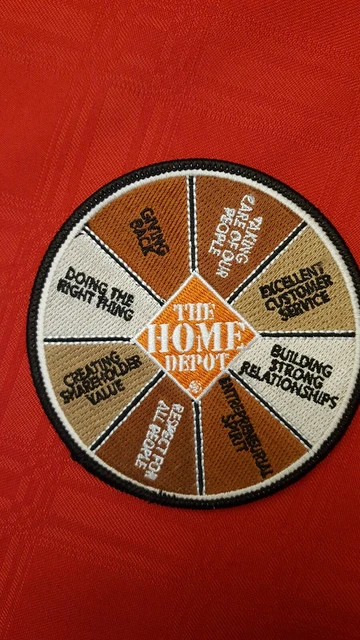 THE
HOME
DEPOT
TAKING
CARE OF OUR
PEOPLE
EXCELLENT
CUSTOMER
SERVICE
BUILDING
STRONG
RELATIONSHIPS
ENTREPRENEURIAL
SPIRIT
RESPECT FOR
ALL PEOPLE
CREATING
SHAREHOLDER
VALUE
DOING THE
RIGHT THING
GIVING
BACK